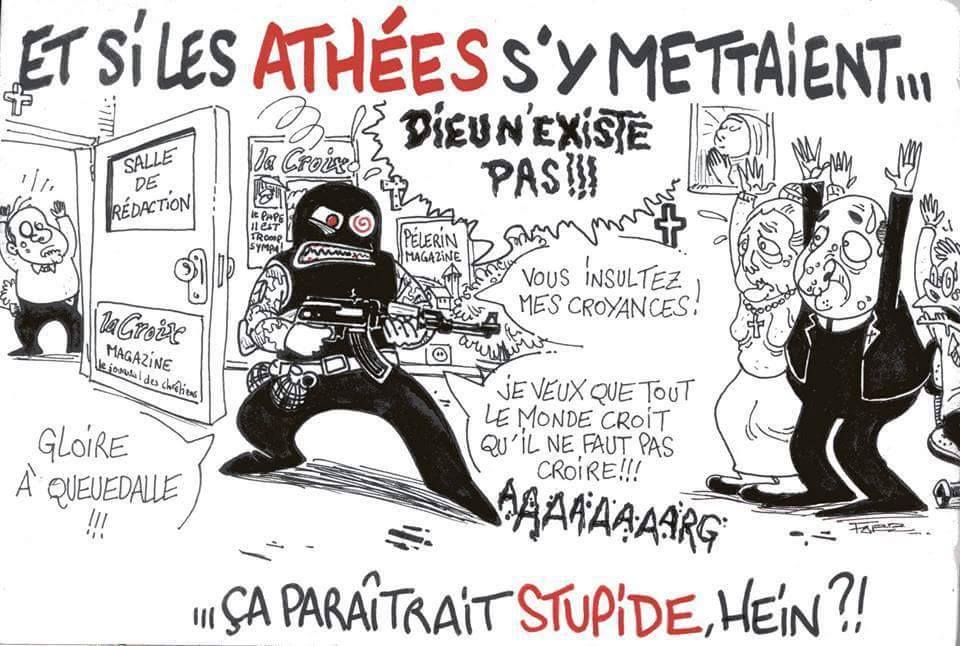 ET SI LES ATHÉES S'Y METTAIENT...
DIEU N'EXISTE
PAS!!!
SALLE
DE
RÉDACTION
la Croix
LE PAPE
IL EST
TROP
SYMPA!
PÉLERIN
MAGAZINE
VOUS INSULTEZ
MES CROYANCES!
la Croix
MAGAZINE
le journal des chrétiens
JE VEUX QUE TOUT
LE MONDE CROIT
QU'IL NE FAUT PAS
CROIRE!!!
AAAAAAAARG
GLOIRE
À QUEUEDALLE
!!!
...ÇA PARAÎTRAIT STUPIDE, HEIN?!